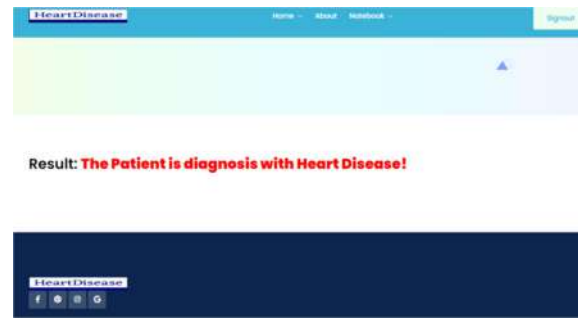 HeartDisease
Home About Notebook
Signout
Result: The Patient is diagnosis with Heart Disease!
HeartDisease